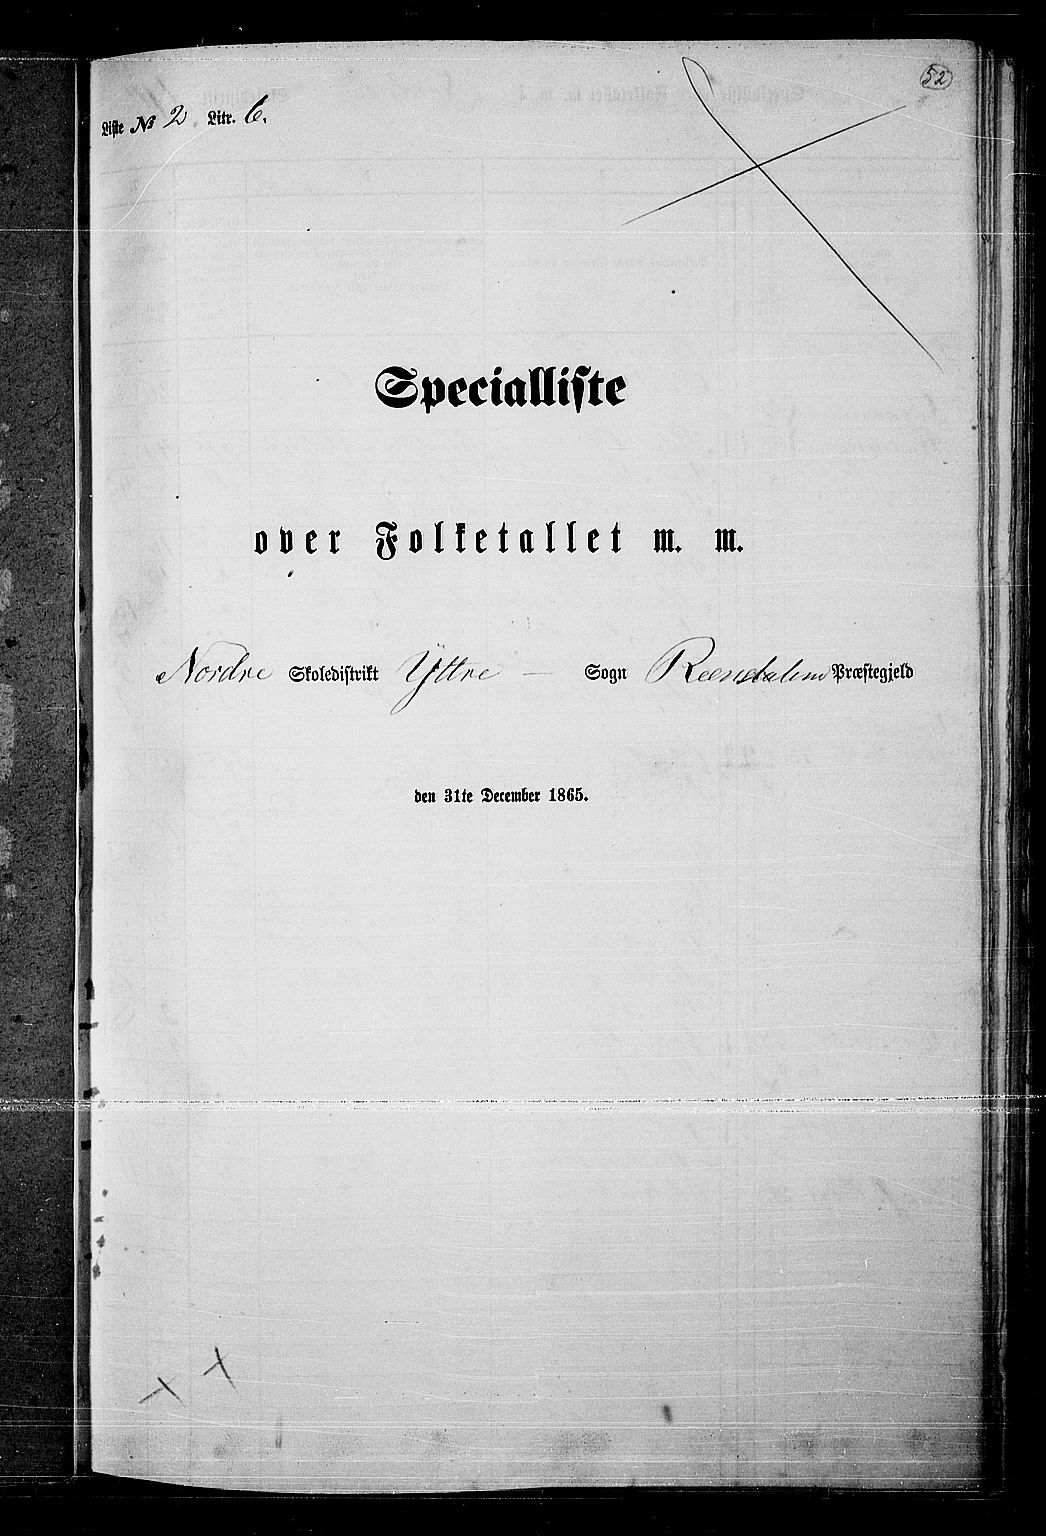 52
Liste No 2 Litr. 6.
Specialliste
over Folketallet m. m.
Nordre Skoledistrikt Yttre — Sogn Reendalens Præstegjeld
den 31te December 1865.